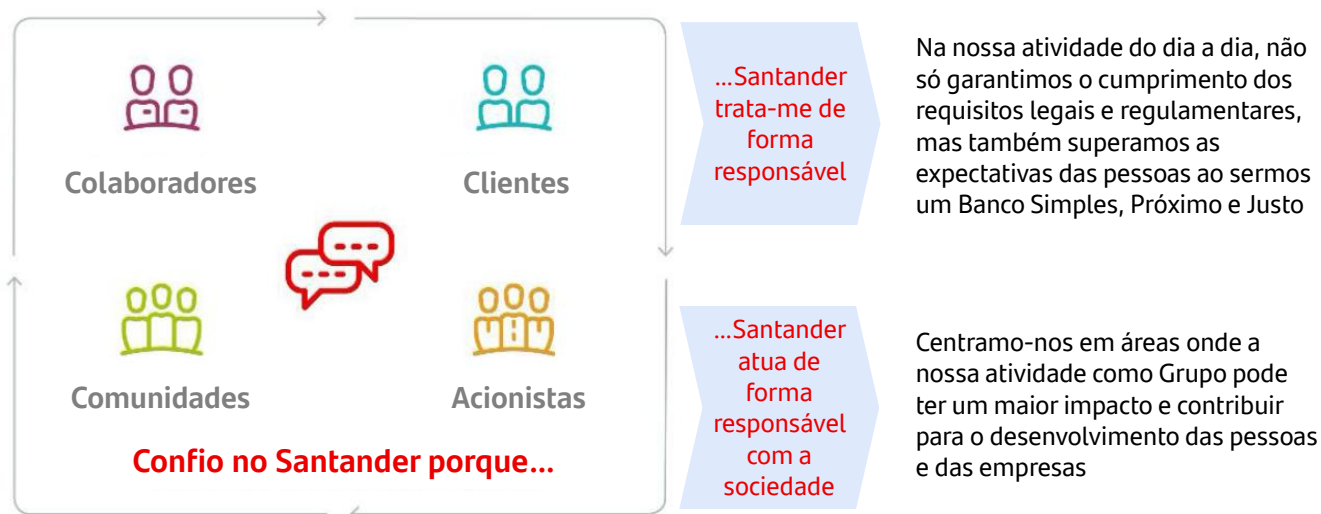 Colaboradores
Clientes
Comunidades
Acionistas
Confio no Santander porque...
...Santander
trata-me de
forma
responsável
Na nossa atividade do dia a dia, não
só garantimos o cumprimento dos
requisitos legais e regulamentares,
mas também superamos as
expectativas das pessoas ao sermos
um Banco Simples, Próximo e Justo
...Santander
atua de
forma
responsável
com a
sociedade
Centramo-nos em áreas onde a
nossa atividade como Grupo pode
ter um maior impacto e contribuir
para o desenvolvimento das pessoas
e das empresas